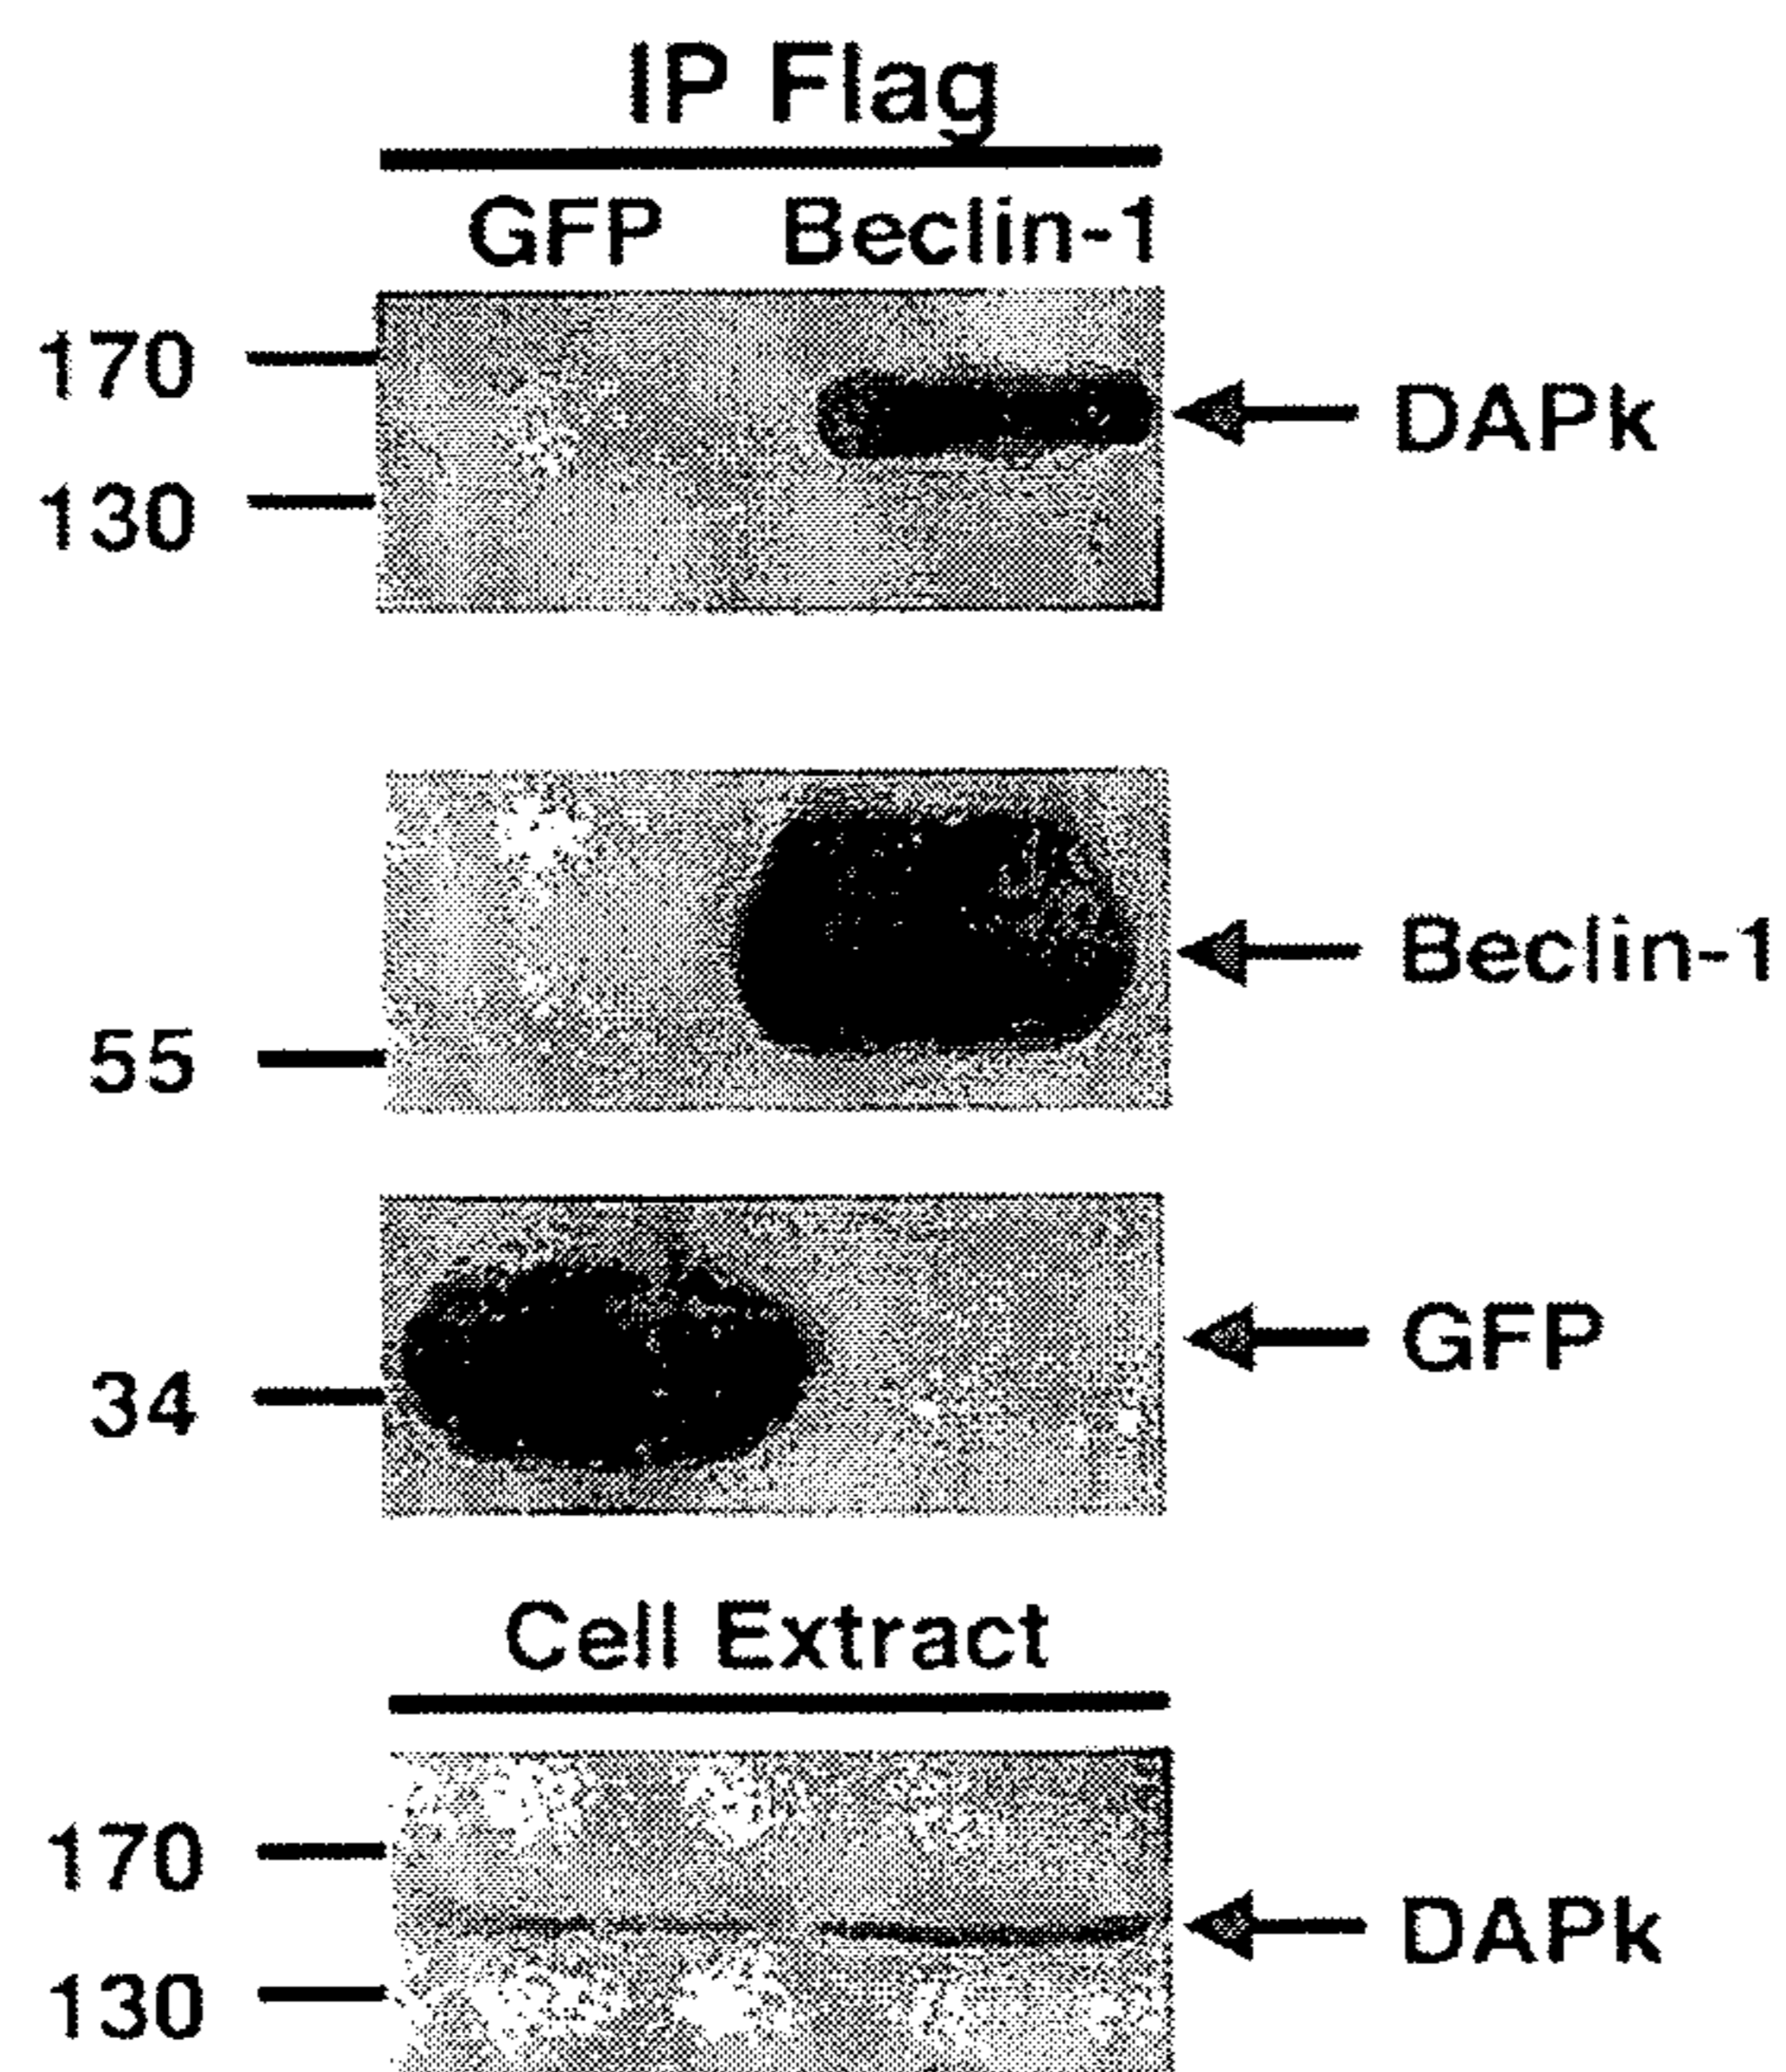 IP Flag
GFP Beclin-1
170
DAPk
130
Beclin-1
55
GFP
34
Cell Extract
170
DAPk
130